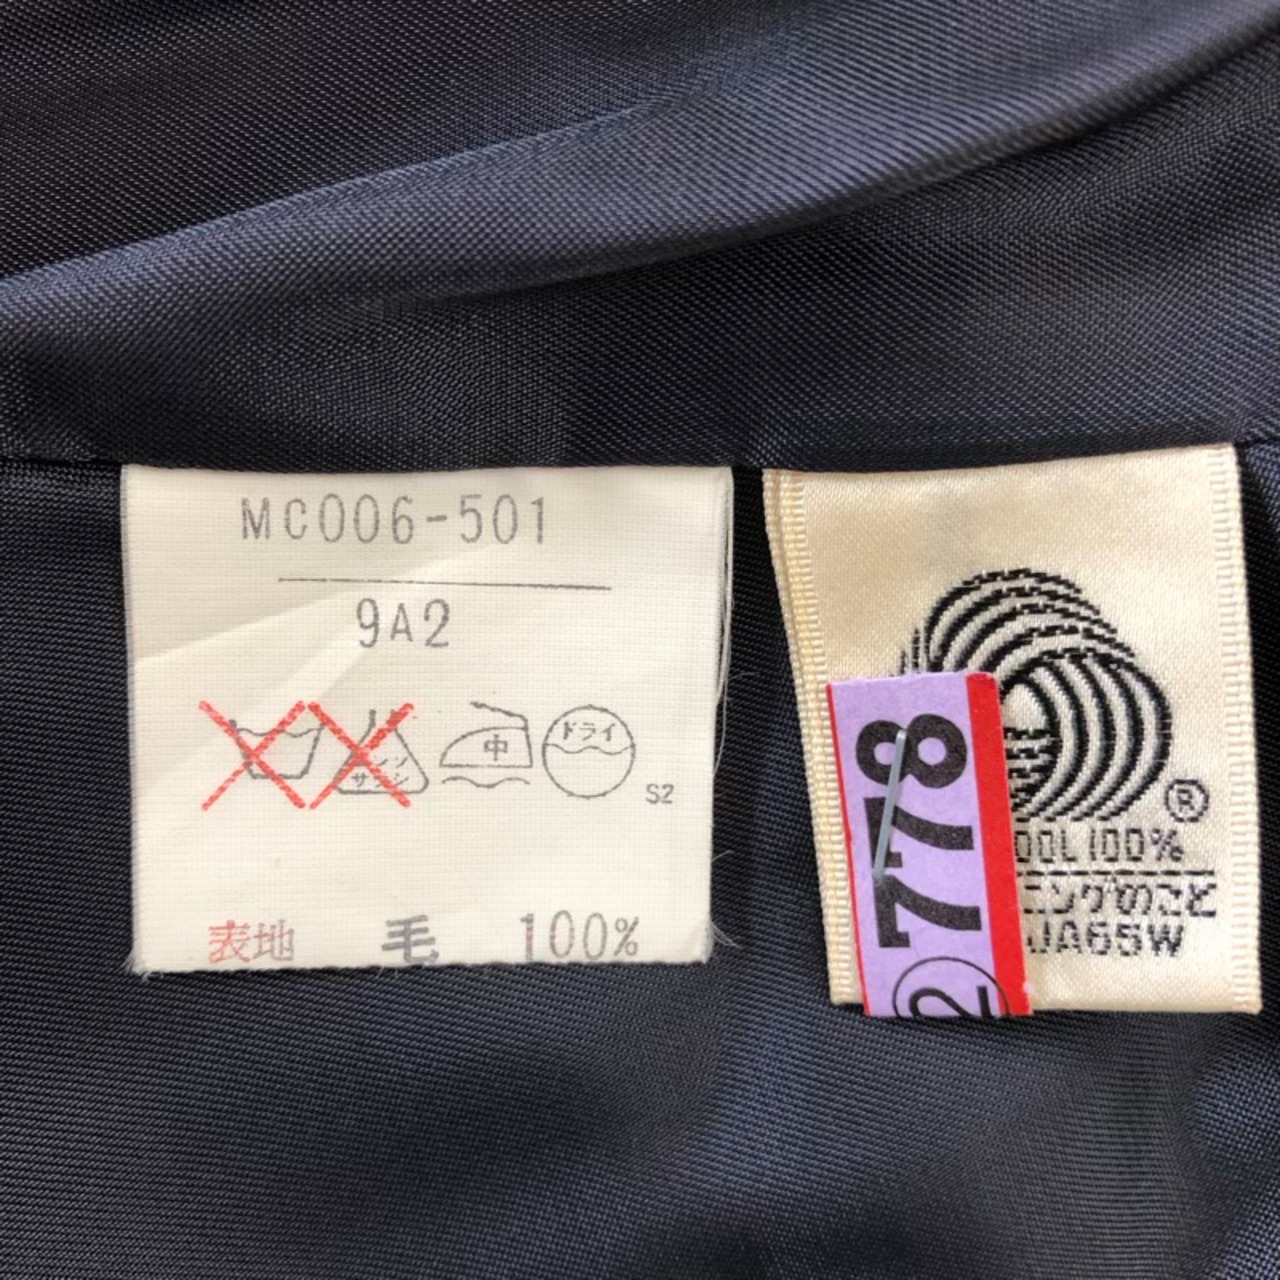 MC006-501
9A2
中
ドライ
S2
表地 毛 100%
®
OOL 100%
ニングのこと
JA65W
778
②